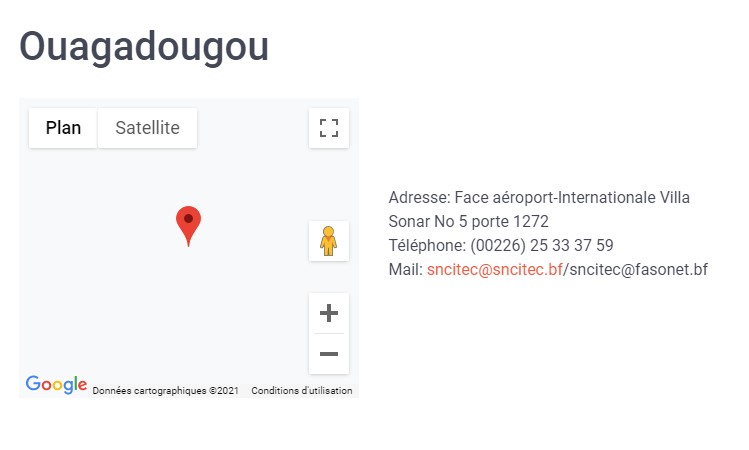 Ouagadougou
Plan
Satellite
Adresse: Face aéroport-Internationale Villa
Sonar No 5 porte 1272
Téléphone: (00226) 25 33 37 59
Mail: sncitec@sncitec.bf/sncitec@fasonet.bf
Google
Données cartographiques ©2021
Conditions d'utilisation